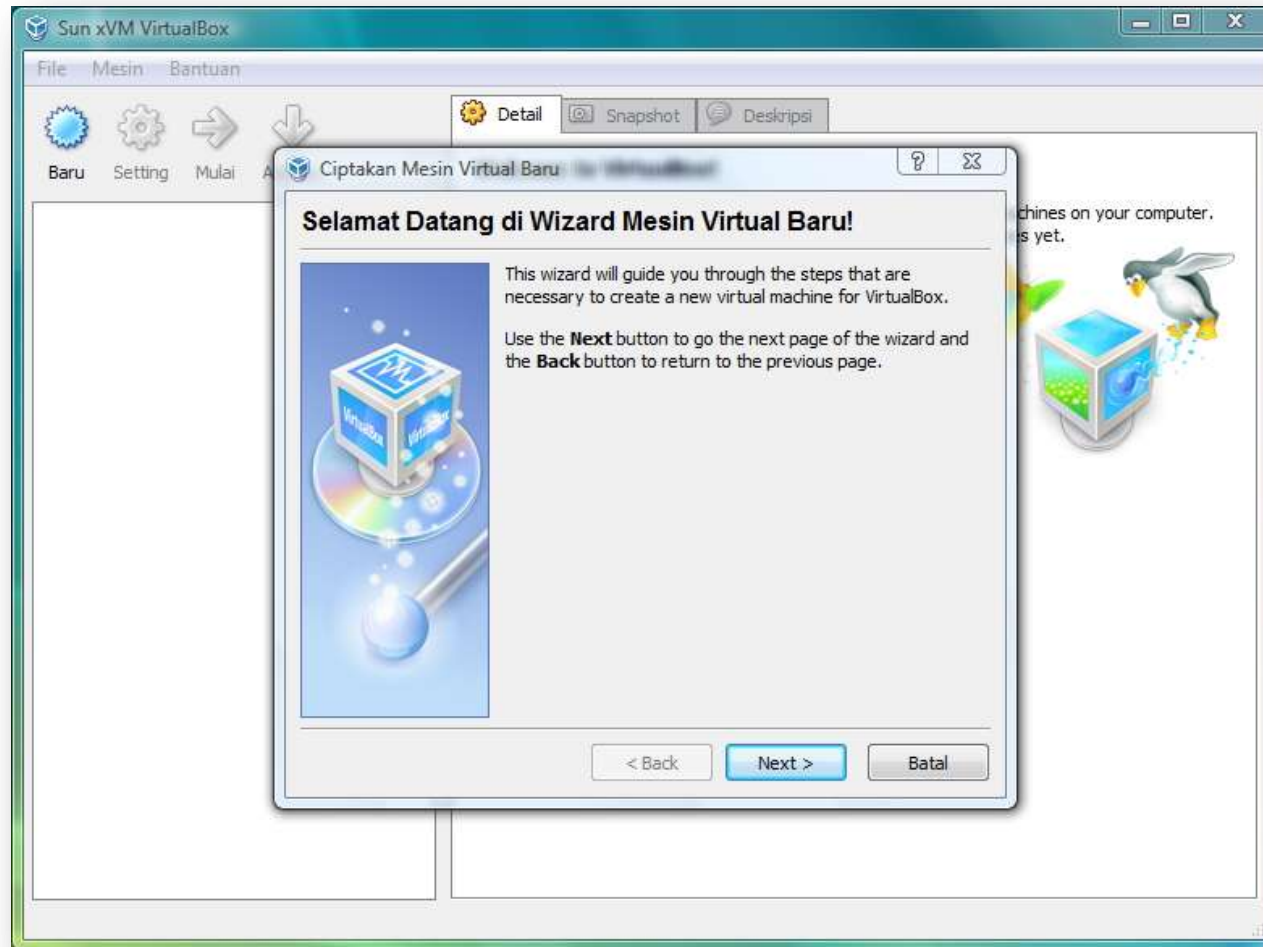 Sun xVM VirtualBox
File Mesin Bantuan
Baru Setting Mulai
Detail Snapshot Deskripsi
on your computer.
yet.
Ciptakan Mesin Virtual Baru
Selamat Datang di Wizard Mesin Virtual Baru!
This wizard will guide you through the steps that are
necessary to create a new virtual machine for VirtualBox.
Use the Next button to go the next page of the wizard and
the Back button to return to the previous page.
VirtualBox
< Back Next > Batal